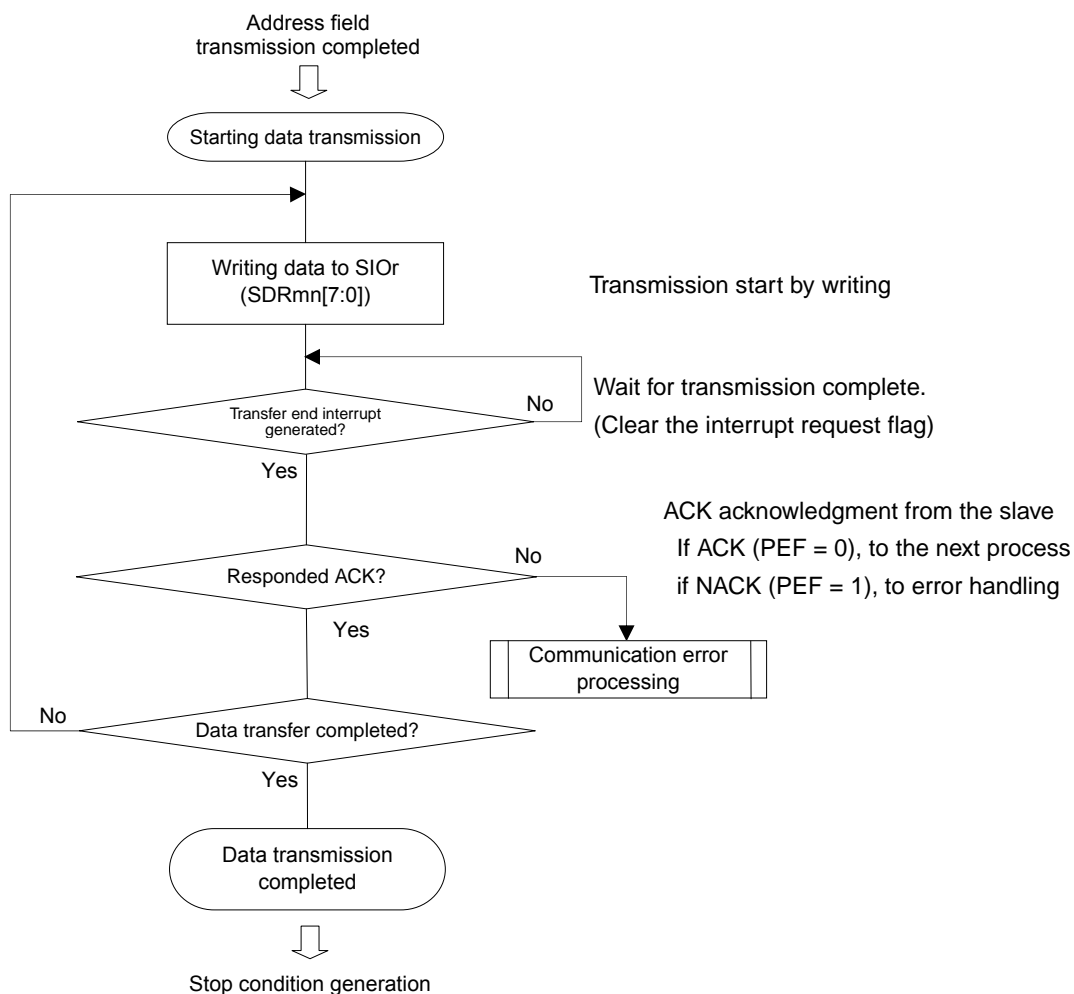 Address field
transmission completed
Starting data transmission
Writing data to SIOr
(SDRmn[7:0])
Transmission start by writing
Transfer end interrupt
generated?
No
Wait for transmission complete.
(Clear the interrupt request flag)
Yes
Responded ACK?
No
ACK acknowledgment from the slave
If ACK (PEF = 0), to the next process
if NACK (PEF = 1), to error handling
Yes
Communication error
processing
Data transfer completed?
No
Yes
Data transmission
completed
Stop condition generation